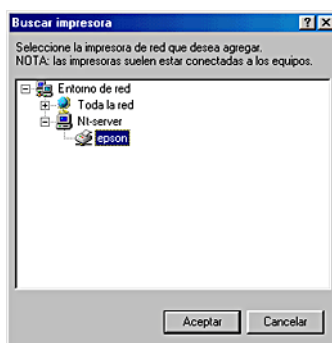 Buscar impresora
Seleccione la impresora de red que desea agregar.
NOTA: las impresoras suelen estar conectadas a los equipos.
Entorno de red
Toda la red
Nt-server
epson
Aceptar
Cancelar